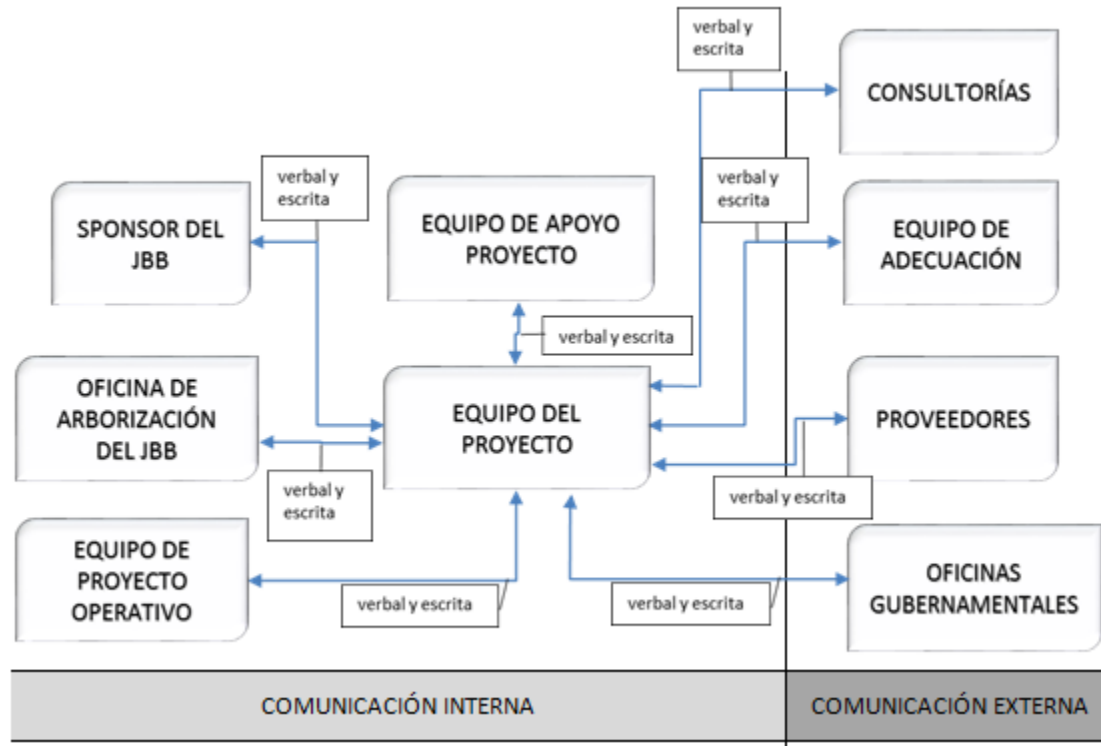 verbal y
escrita
CONSULTORÍAS
verbal y
escrita
verbal y
escrita
SPONSOR DEL
JBB
EQUIPO DE APOYO
PROYECTO
EQUIPO DE
ADECUACIÓN
verbal y escrita
OFICINA DE
ARBORIZACIÓN
DEL JBB
EQUIPO DEL
PROYECTO
PROVEEDORES
verbal y
escrita
verbal y escrita
EQUIPO DE
PROYECTO
OPERATIVO
verbal y escrita
verbal y escrita
OFICINAS
GUBERNAMENTALES
COMUNICACIÓN INTERNA
COMUNICACIÓN EXTERNA